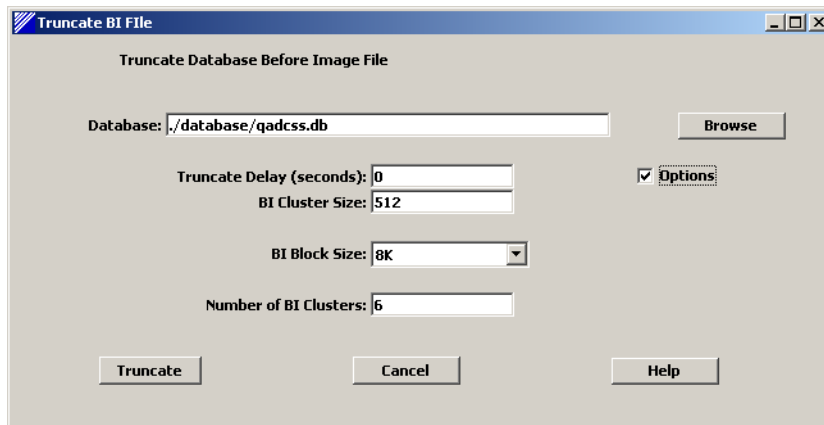 Truncate BI FIle
Truncate Database Before Image File
Database: ./database/qadcss.db Browse
Truncate Delay (seconds): 0 Options
BI Cluster Size: 512
BI Block Size: 8K
Number of BI Clusters: 6
Truncate Cancel Help